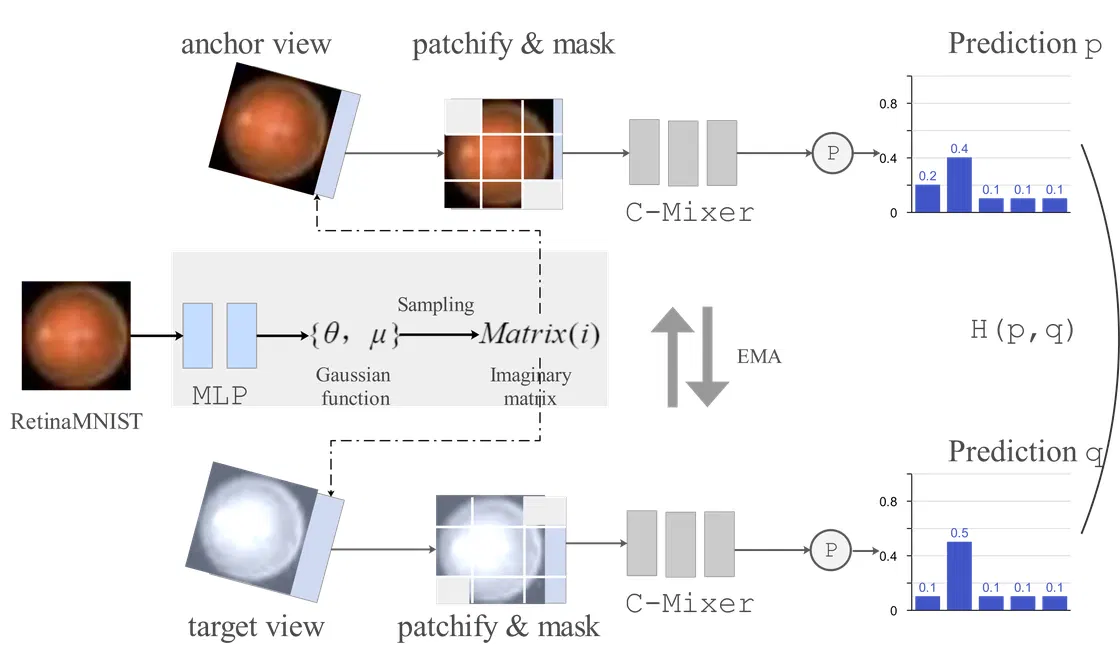 anchor view
patchify & mask
Prediction p
0.8
0.4
0
0.2
0.4
0.1
0.1
0.1
P
C-Mixer
Sampling
{θ, μ}
Matrix(i)
Gaussian
function
Imaginary
matrix
MLP
RetinaMNIST
EMA
H(p,q)
Prediction q
0.8
0.4
0
0.1
0.5
0.1
0.1
0.1
P
C-Mixer
target view
patchify & mask